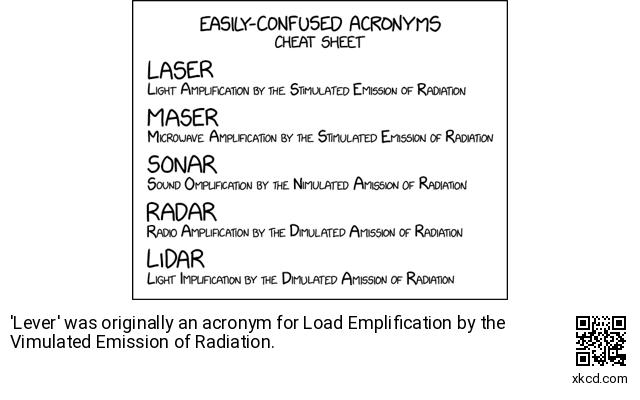 EASILY-CONFUSED ACRONYMS
CHEAT SHEET
LASER
LIGHT AMPLIFICATION BY THE STIMULATED EMISSION OF RADIATION
MASER
MICROWAVE AMPLIFICATION BY THE STIMULATED EMISSION OF RADIATION
SONAR
SOUND OMPLIFICATION BY THE NIMULATED AMISSION OF RADIATION
RADAR
RADIO AMPLIFICATION BY THE DIMULATED AMISSION OF RADIATION
LiDAR
LIGHT IMPLIFICATION BY THE DIMULATED AMISSION OF RADIATION
'Lever' was originally an acronym for Load Emplification by the
Vimulated Emission of Radiation.
xkcd.com